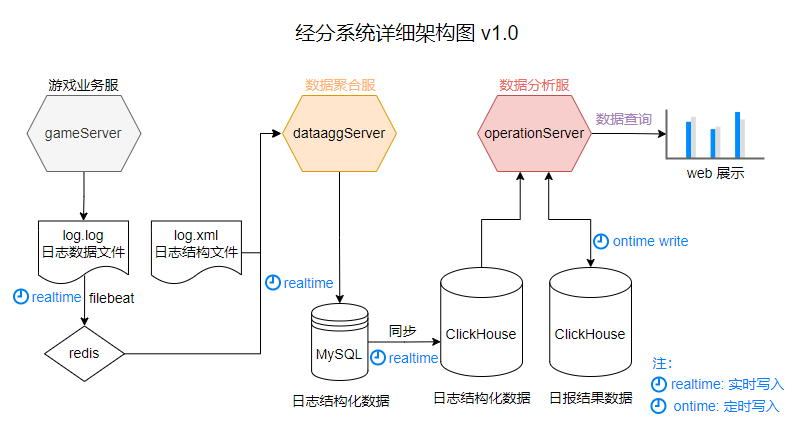 经分系统详细架构图 v1.0
游戏业务服
数据聚合服
数据分析服
gameServer
dataaggServer
operationServer
数据查询
web 展示
log.log
日志数据文件
log.xml
日志结构文件
ontime write
realtime
filebeat
realtime
redis
MySQL
同步
realtime
ClickHouse
ClickHouse
日志结构化数据
日志结构化数据
日报结果数据
注：
realtime: 实时写入
ontime: 定时写入